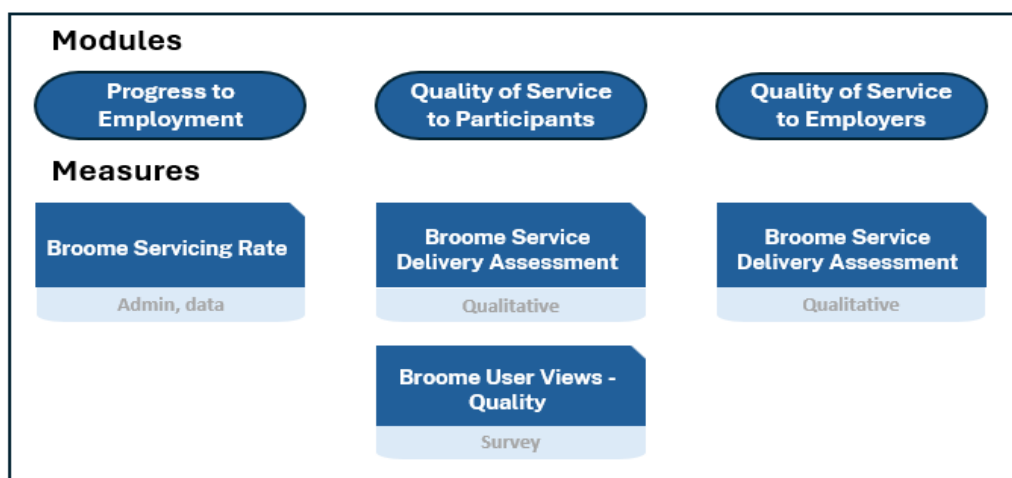 Modules
Progress to
Employment
Quality of Service
to Participants
Quality of Service
to Employers
Measures
Broome Servicing Rate
Admin, data
Broome Service
Delivery Assessment
Qualitative
Broome Service
Delivery Assessment
Qualitative
Broome User Views -
Quality
Survey